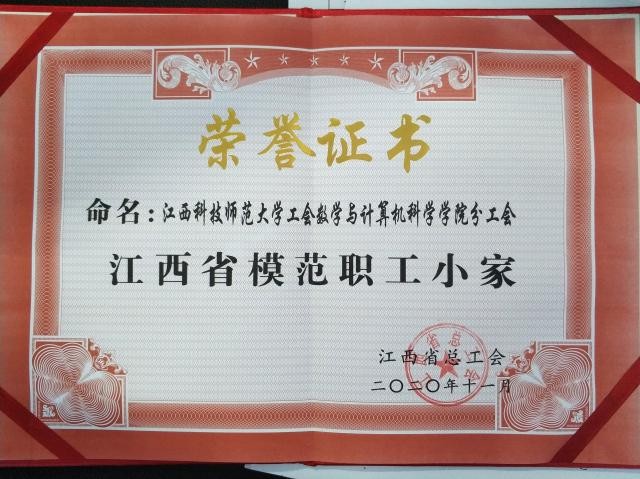 荣誉证书
命名：江西科技师范大学工会数学与计算机科学学院分工会
江西省模范职工小家
江西省总工会
二〇二〇年十一月